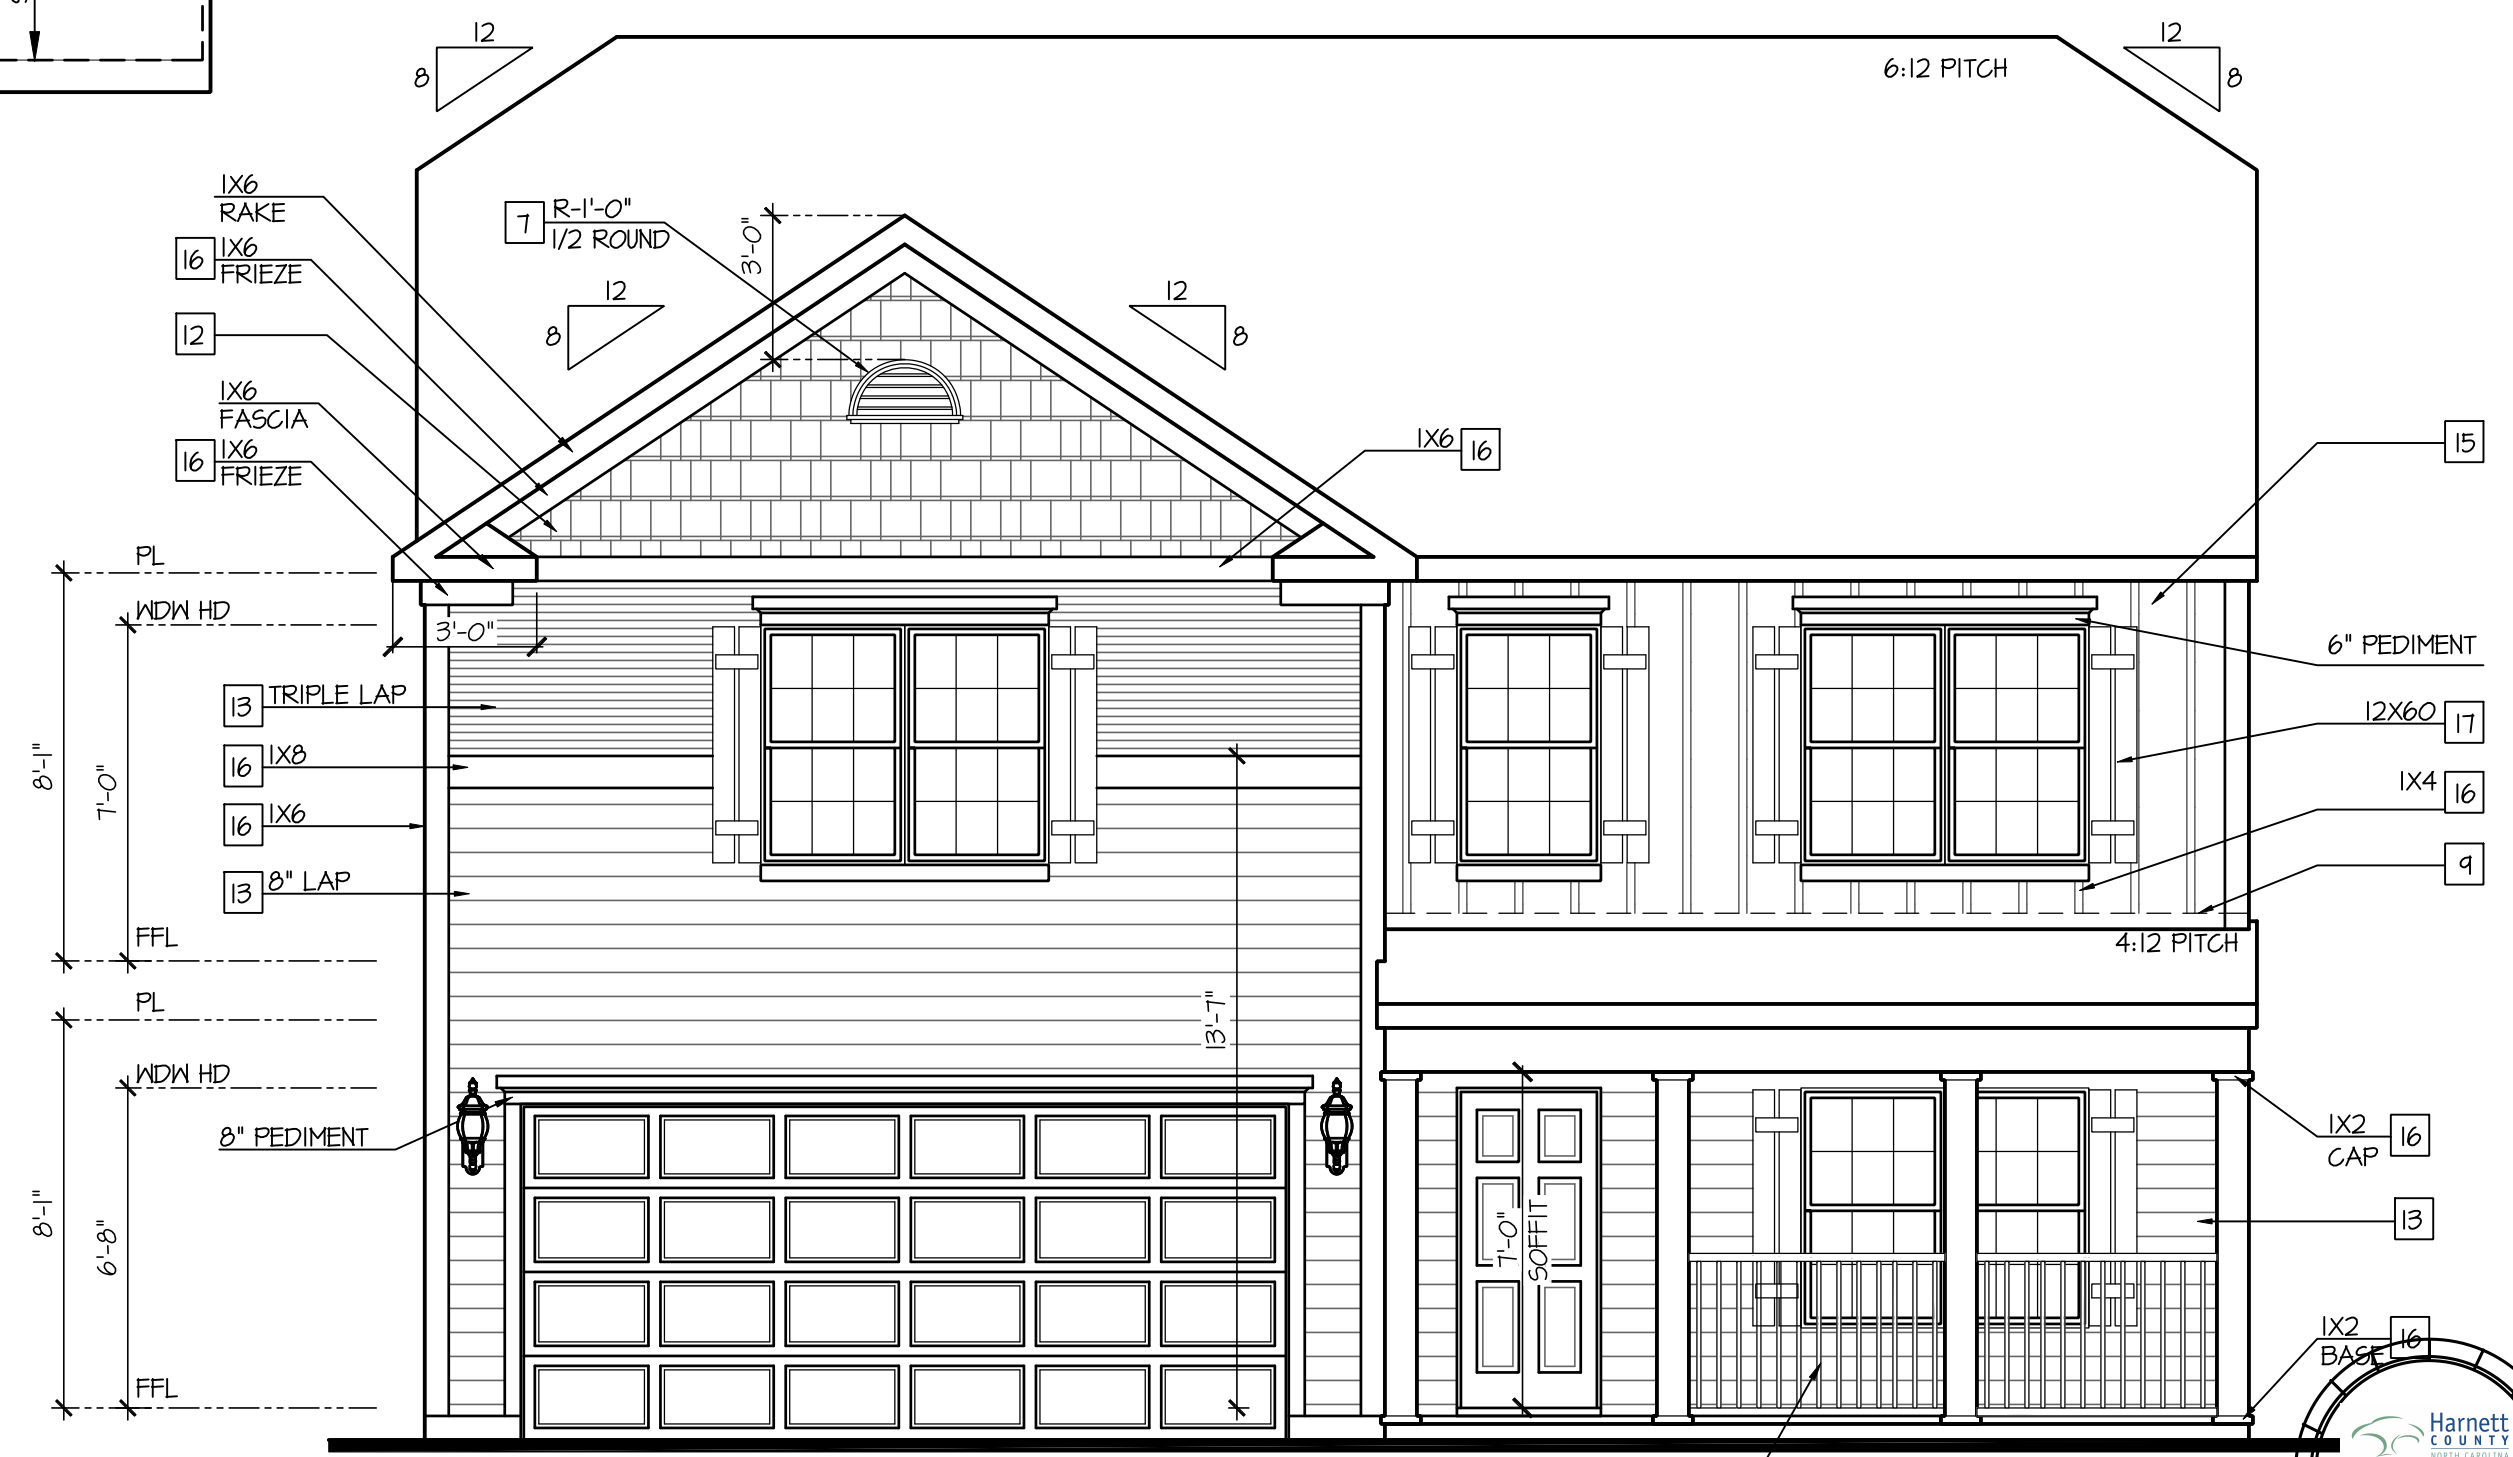 12
8
6:12 PITCH
12
8
1X6
RAKE
16
1X6
FRIEZE
7
R-1'-0"
1/2 ROUND
3'-0"
12
8
12
8
12
1X6
FASCIA
16
1X6
FRIEZE
1X6
16
15
PL
WDW HD
3'-0"
6" PEDIMENT
13
TRIPLE LAP
12X60
17
8'-1"
7'-0"
16
1X8
1X4
16
16
1X6
9
13
8" LAP
FFL
4:12 PITCH
PL
13'-7"
WDW HD
8" PEDIMENT
1X2
CAP
16
8'-1"
6'-8"
7'-0"
SOFFIT
13
1X2
BASE
16
FFL
Harnett
COUNTY
NORTH CAROLINA